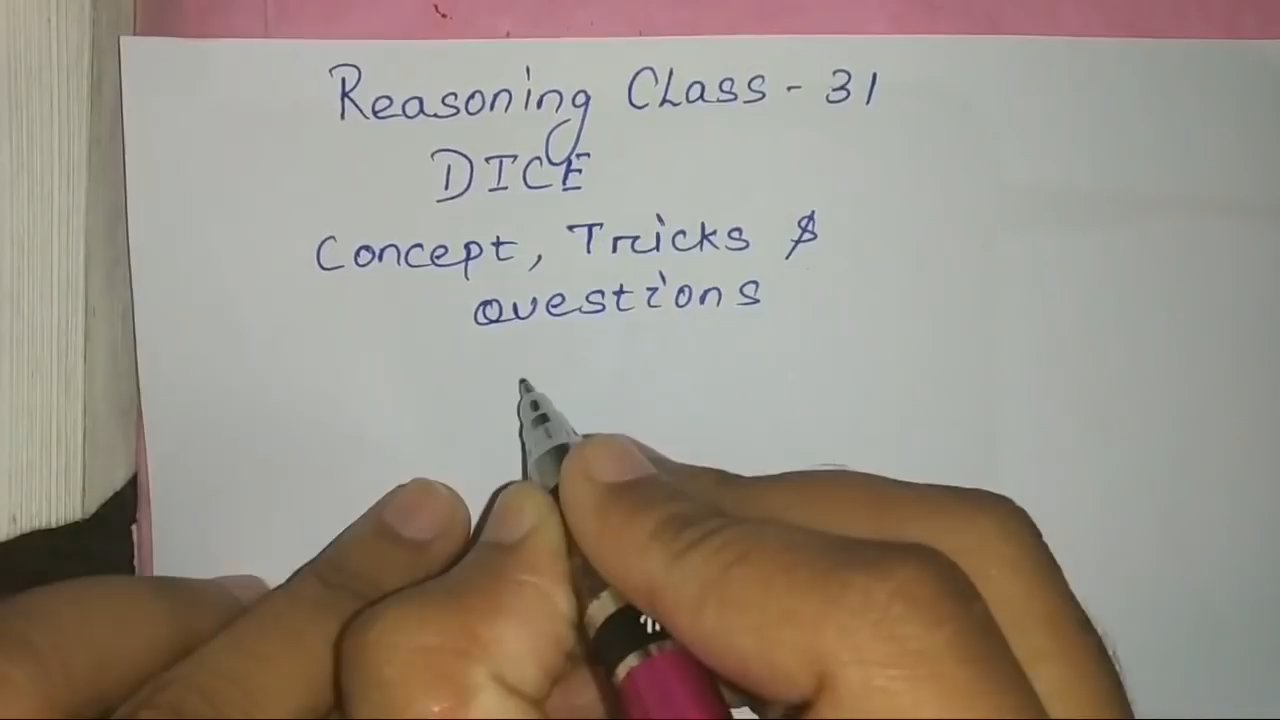 Reasoning Class - 31
DICE
Concept, Tricks &
Questions